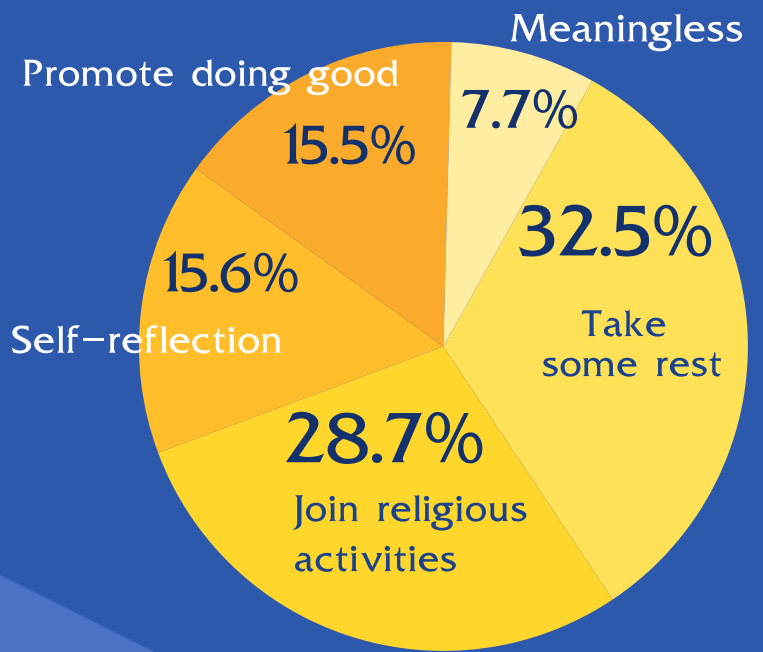 Meaningless
7.7%
Promote doing good
15.5%
32.5%
Take
some rest
15.6%
Self-reflection
28.7%
Join religious
activities